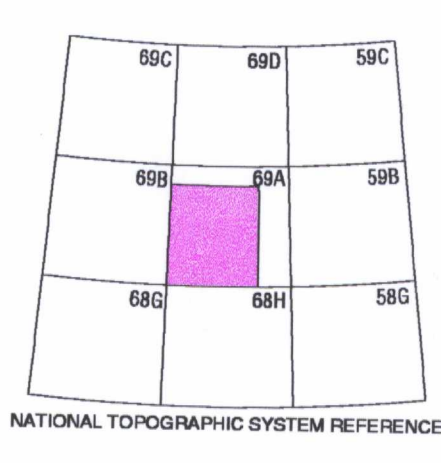 69C 69D 59C
69B 69A 59B
68G 68H 58G
NATIONAL TOPOGRAPHIC SYSTEM REFERENCE